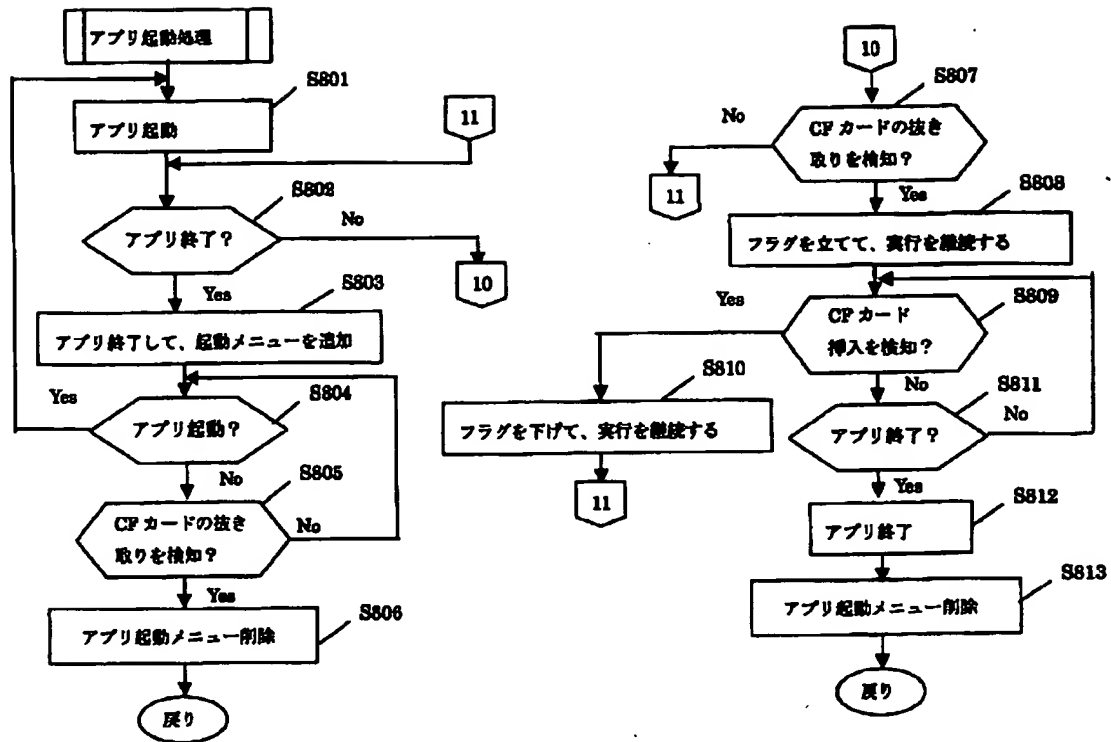 アプリ起動処理
S801
アプリ起動
11
S802
アプリ終了？
No
10
Yes
S803
アプリ終了して、起動メニューを追加
Yes
S804
アプリ起動？
No
S805
CFカードの抜き
取りを検知？
No
Yes
S806
アプリ起動メニュー削除
戻り
10
S807
No
CFカードの抜き
取りを検知？
11
Yes
S808
フラグを立てて、実行を継続する
Yes
S809
CFカード
挿入を検知？
S810
No
S811
フラグを下げて、実行を継続する
アプリ終了？
No
11
Yes
S812
アプリ終了
S813
アプリ起動メニュー削除
戻り